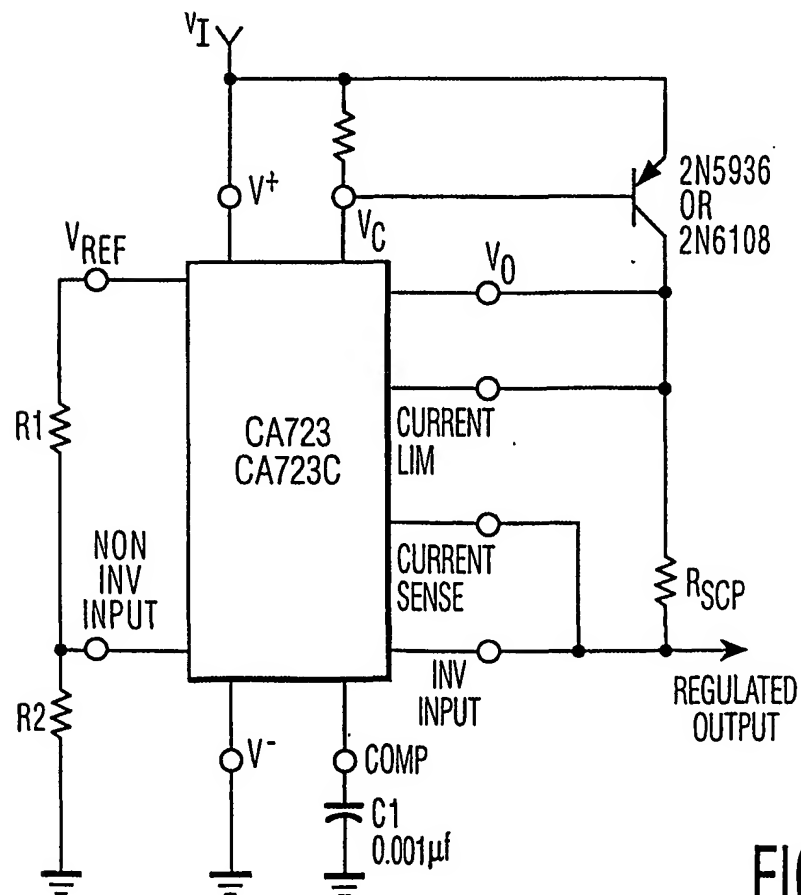 VI
V+
VC
2N5936
OR
2N6108
VREF
VO
R1
CA723
CA723C
CURRENT
LIM
NON
INV
INPUT
CURRENT
SENSE
RSCP
R2
INV
INPUT
REGULATED
OUTPUT
V-
COMP
C1
0.001µf